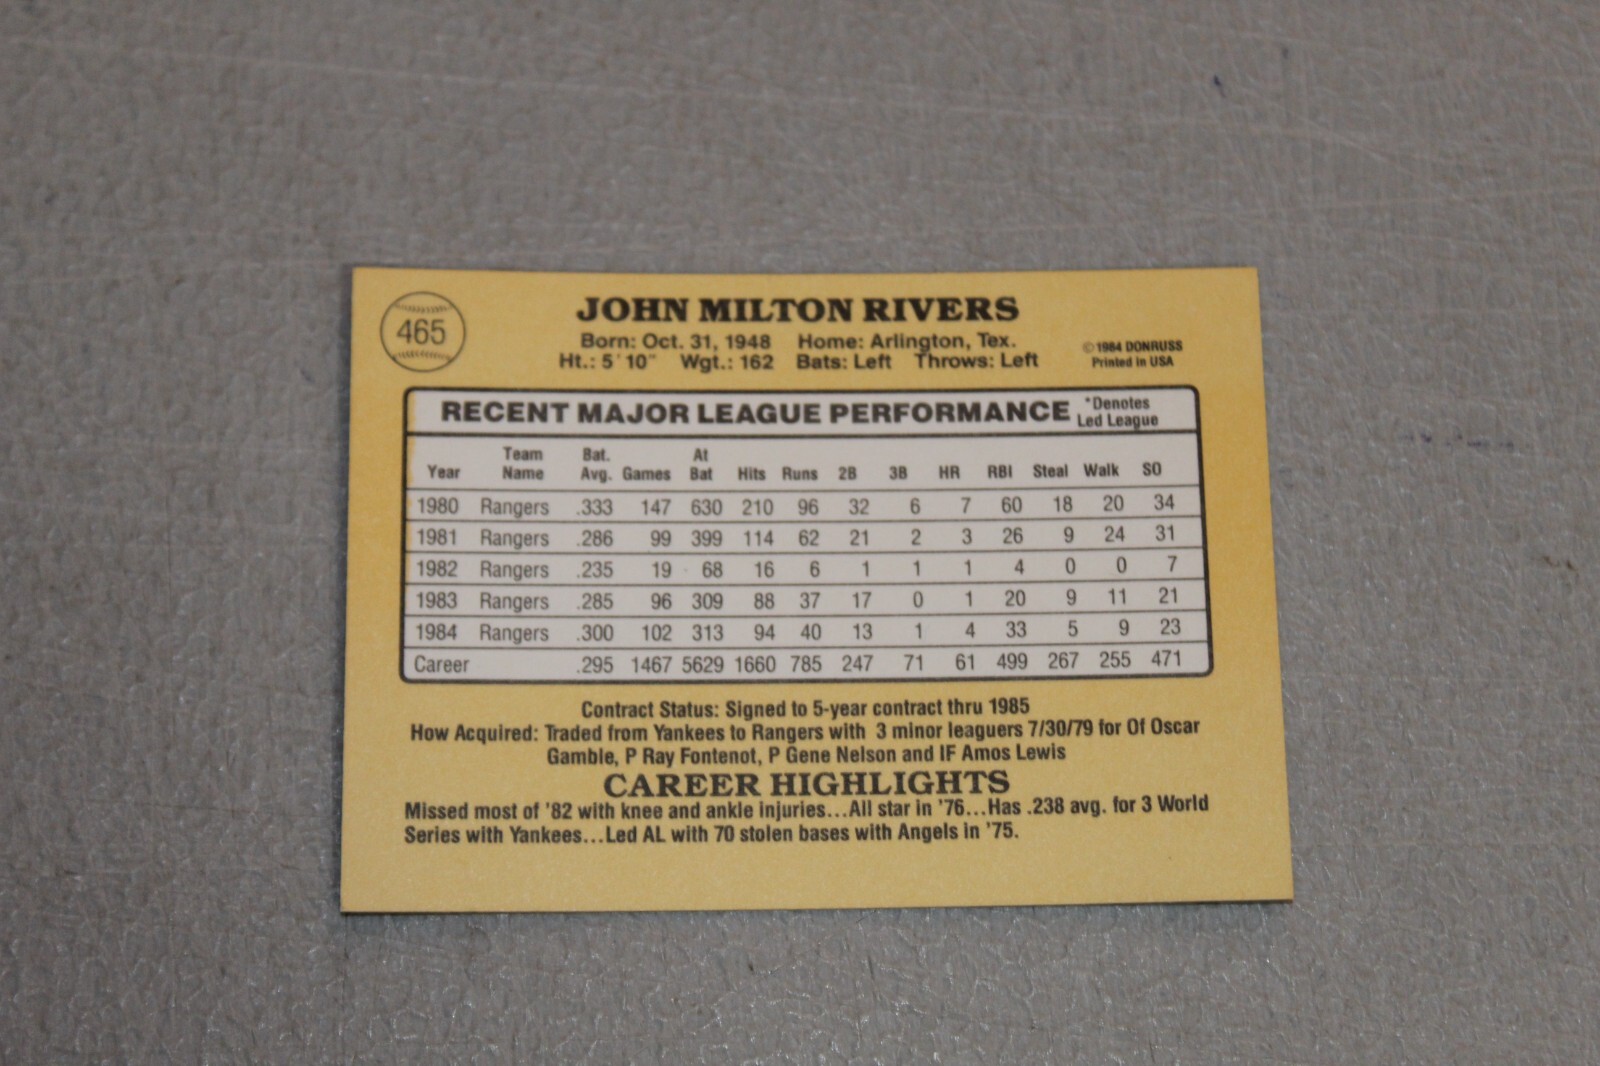 465
JOHN MILTON RIVERS
Born: Oct. 31, 1948 Home: Arlington, Tex.
Ht.: 5' 10" Wgt.: 162 Bats: Left Throws: Left
©1984 DONRUSS
Printed in USA
RECENT MAJOR LEAGUE PERFORMANCE *Denotes Led League
Year Team Name Bat. Avg. Games At Bat Hits Runs 2B 3B HR RBI Steal Walk SO
1980 Rangers .333 147 630 210 96 32 6 7 60 18 20 34
1981 Rangers .286 99 399 114 62 21 2 3 26 9 24 31
1982 Rangers .235 19 68 16 6 1 1 1 4 0 0 7
1983 Rangers .285 96 309 88 37 17 0 1 20 9 11 21
1984 Rangers .300 102 313 94 40 13 1 4 33 5 9 23
Career .295 1467 5629 1660 785 247 71 61 499 267 255 471
Contract Status: Signed to 5-year contract thru 1985
How Acquired: Traded from Yankees to Rangers with 3 minor leaguers 7/30/79 for Of Oscar
Gamble, P Ray Fontenot, P Gene Nelson and IF Amos Lewis
CAREER HIGHLIGHTS
Missed most of '82 with knee and ankle injuries...All star in '76...Has .238 avg. for 3 World
Series with Yankees...Led AL with 70 stolen bases with Angels in '75.